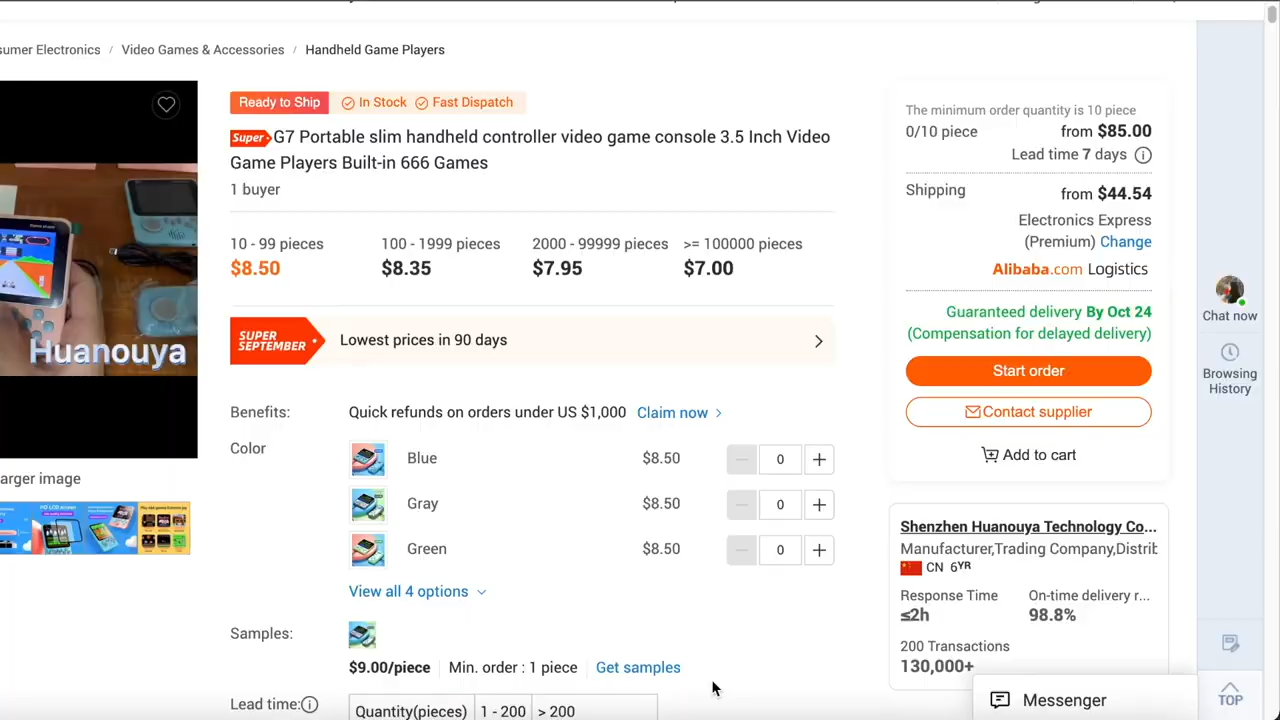 sumer Electronics / Video Games & Accessories / Handheld Game Players
Ready to Ship In Stock Fast Dispatch
Super G7 Portable slim handheld controller video game console 3.5 Inch Video
Game Players Built-in 666 Games
1 buyer
10 - 99 pieces 100 - 1999 pieces 2000 - 99999 pieces >= 100000 pieces
$8.50 $8.35 $7.95 $7.00
SUPER
SEPTEMBER
Lowest prices in 90 days
Huanouya
Benefits: Quick refunds on orders under US $1,000 Claim now >
Color
Blue $8.50 0
Gray $8.50 0
Green $8.50 0
arger image
View all 4 options
Samples:
$9.00/piece Min. order : 1 piece Get samples
Lead time: Quantity(pieces) 1 - 200 > 200
The minimum order quantity is 10 piece
0/10 piece from $85.00
Lead time 7 days
Shipping from $44.54
Electronics Express
(Premium) Change
Alibaba.com Logistics
Guaranteed delivery By Oct 24
(Compensation for delayed delivery)
Start order
Contact supplier
Add to cart
Shenzhen Huanouya Technology Co...
Manufacturer,Trading Company,Distrib
CN 6YR
Response Time On-time delivery r...
≤2h 98.8%
200 Transactions
130,000+
Messenger
Chat now
Browsing
History
TOP